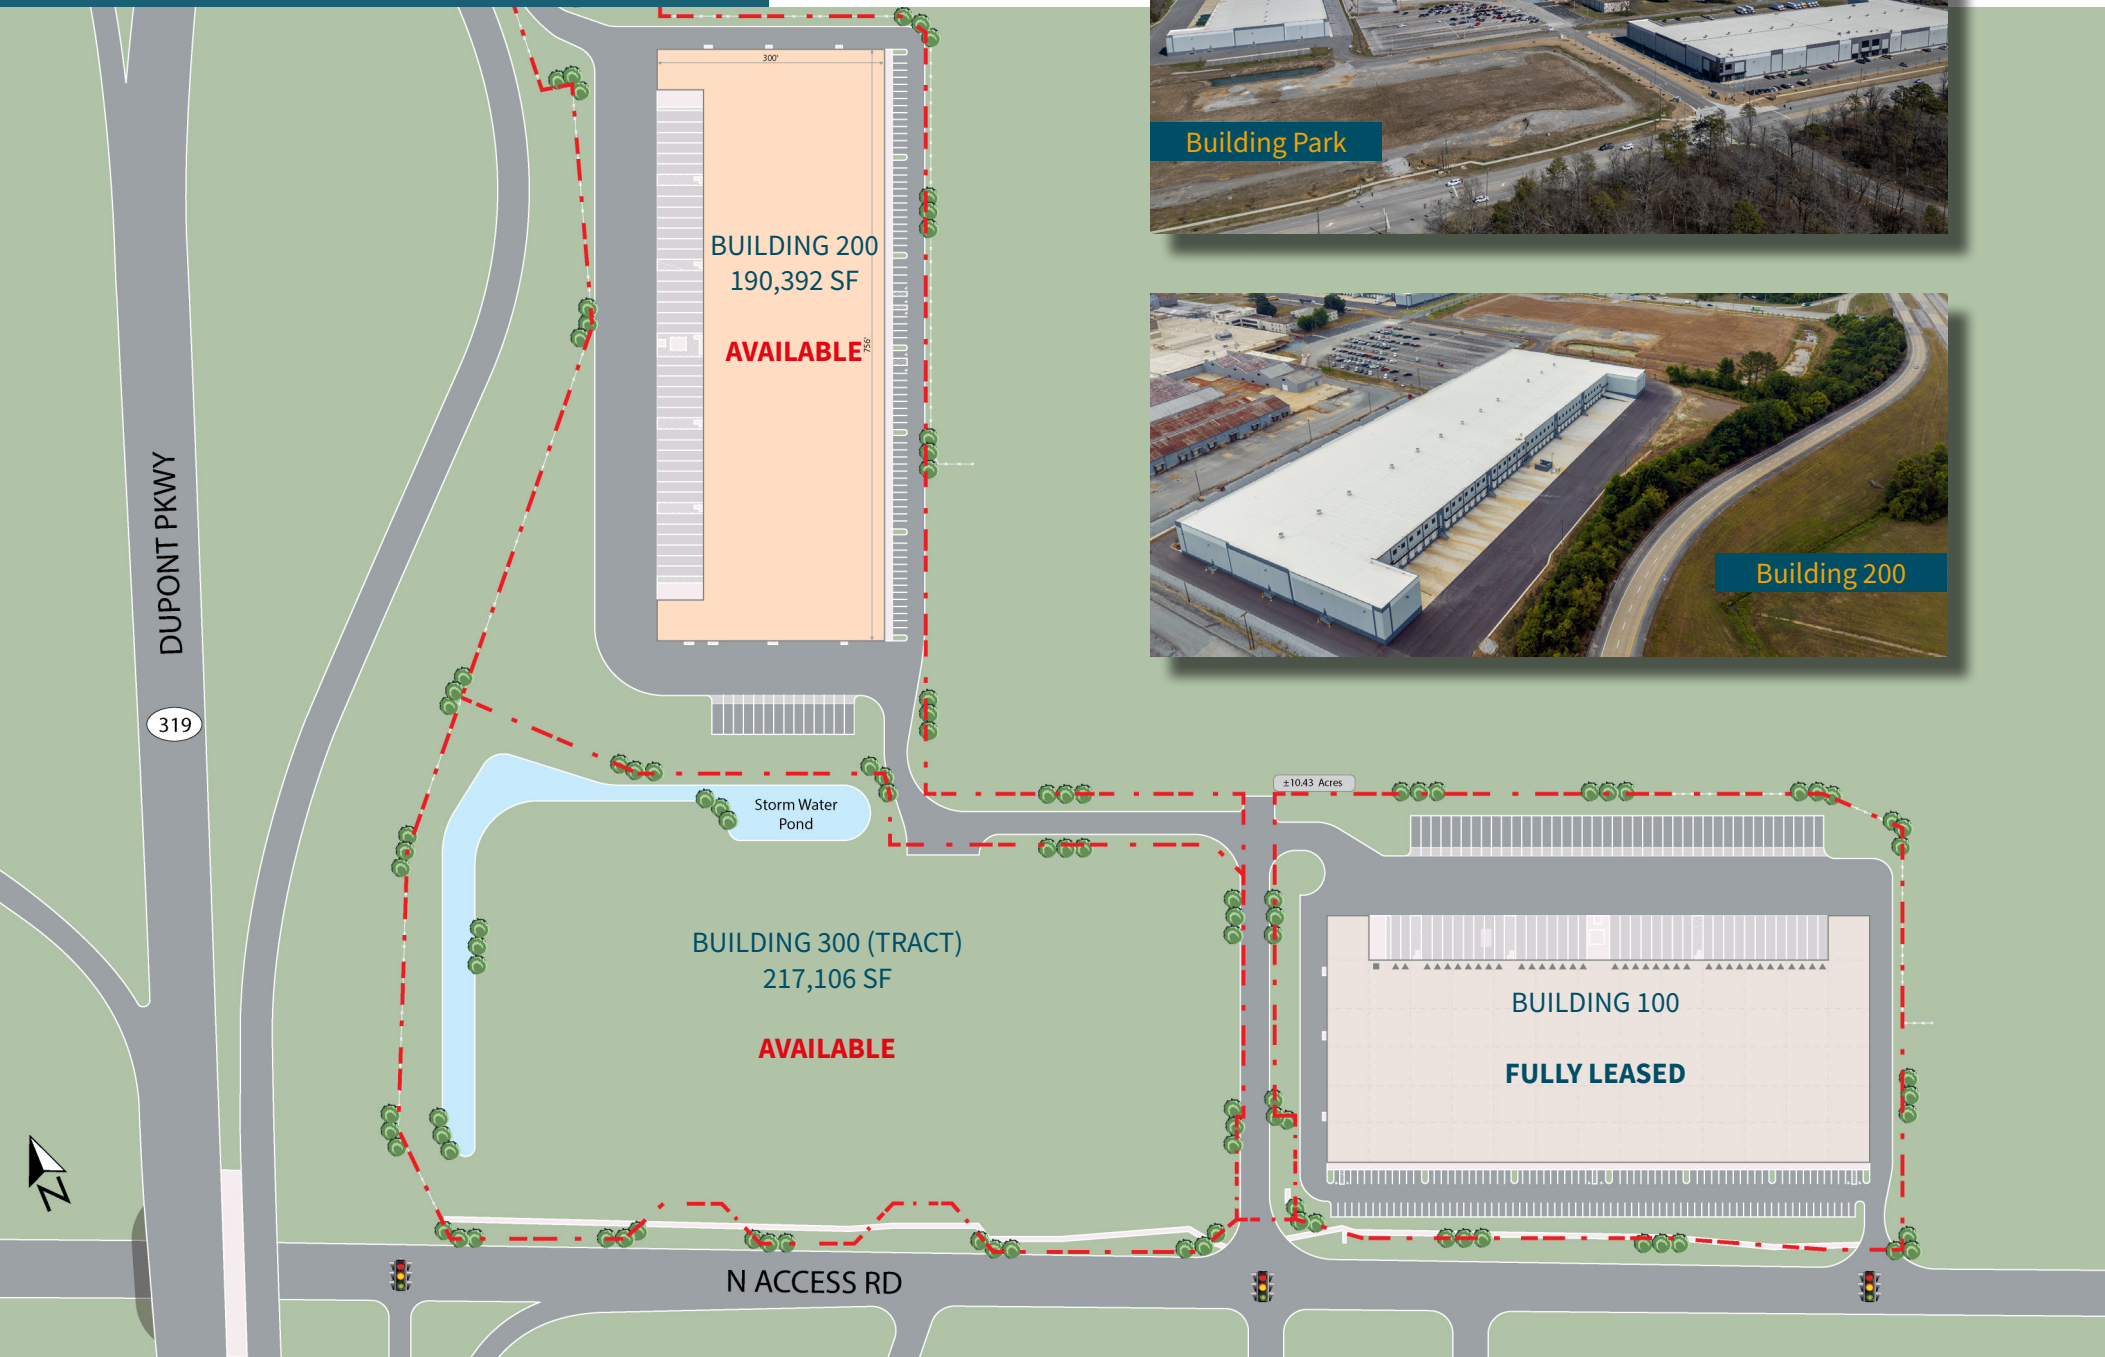 300'
Building Park
BUILDING 200
190,392 SF
AVAILABLE
756'
Building 200
DUPONT PKWY
319
±10.43 Acres
Storm Water
Pond
BUILDING 300 (TRACT)
217,106 SF
AVAILABLE
BUILDING 100
FULLY LEASED
N
N ACCESS RD